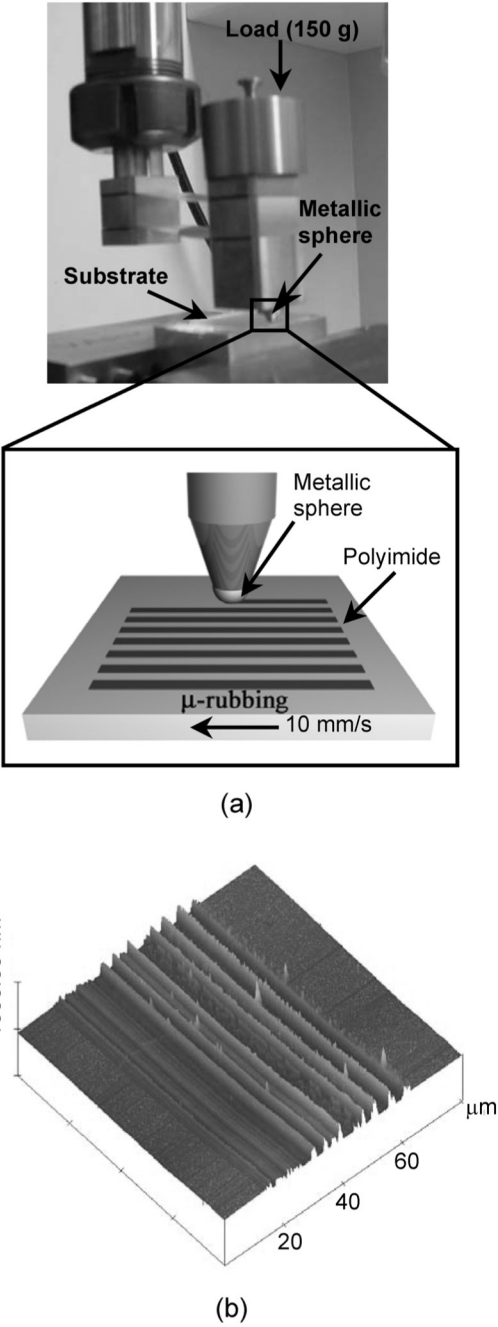 Load (150 g)
Metallic
sphere
Substrate
Metallic
sphere
Polyimide
μ-rubbing
10 mm/s
(a)
μm
60
40
20
(b)